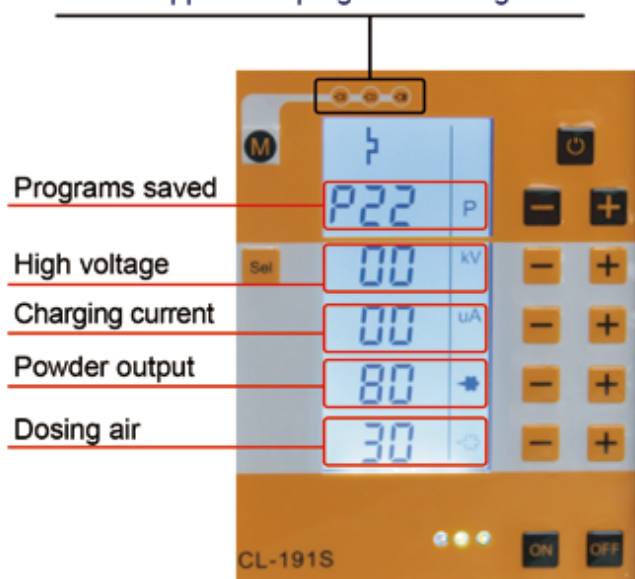 M
Programs saved
P22 P
High voltage
Sel
00 kV
Charging current
00 uA
Powder output
80
Dosing air
30
CL-191S
ON OFF